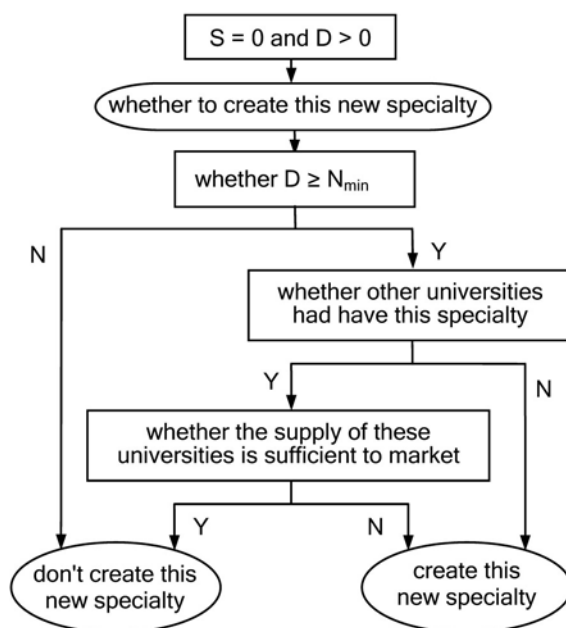 S = 0 and D > 0
whether to create this new specialty
whether D ≥ Nmin
N
Y
whether other universities
had have this specialty
Y
N
whether the supply of these
universities is sufficient to market
Y
N
don't create this
new specialty
create this
new specialty